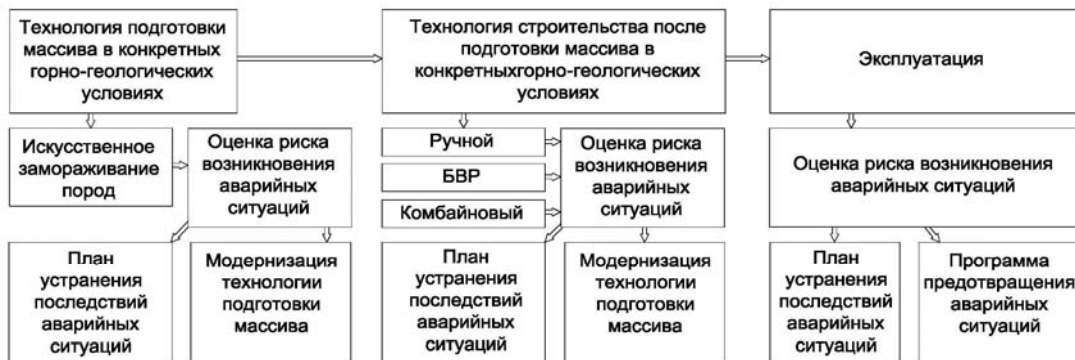 Технология подготовки
массива в конкретных
горно-геологических
условиях
Технология строительства после
подготовки массива в
конкретныхгорно-геологических
условиях
Эксплуатация
Искусственное
замораживание
пород
Оценка риска
возникновения
аварийных
ситуаций
Ручной
БВР
Комбайновый
Оценка риска
возникновения
аварийных
ситуаций
Оценка риска возникновения
аварийных ситуаций
План
устранения
последствий
аварийных
ситуаций
Модернизация
технологии
подготовки
массива
План
устранения
последствий
аварийных
ситуаций
Модернизация
технологии
подготовки
массива
План
устранения
последствий
аварийных
ситуаций
Программа
предотвращения
аварийных
ситуаций